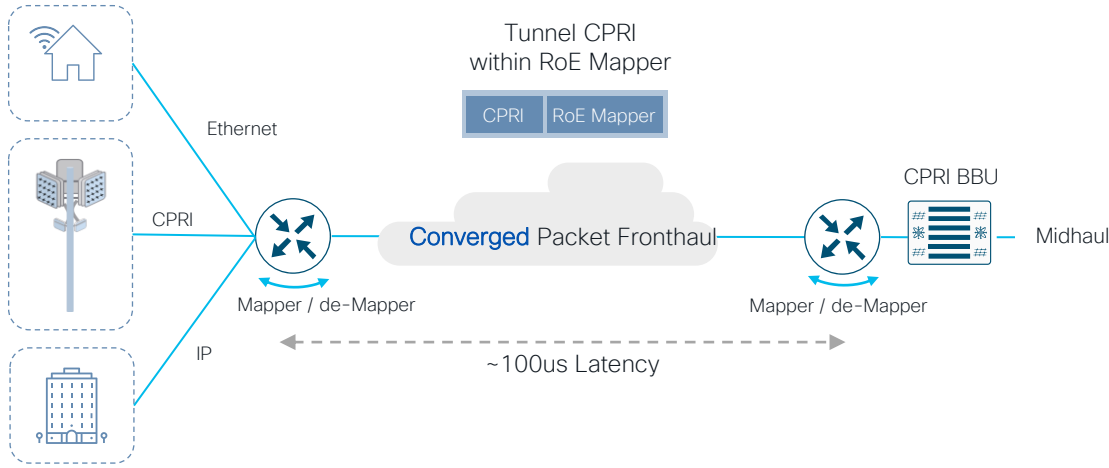 Tunnel CPRI
within RoE Mapper
CPRI RoE Mapper
Ethernet
CPRI
IP
Converged Packet Fronthaul
CPRI BBU
Midhaul
Mapper / de-Mapper
Mapper / de-Mapper
~100us Latency